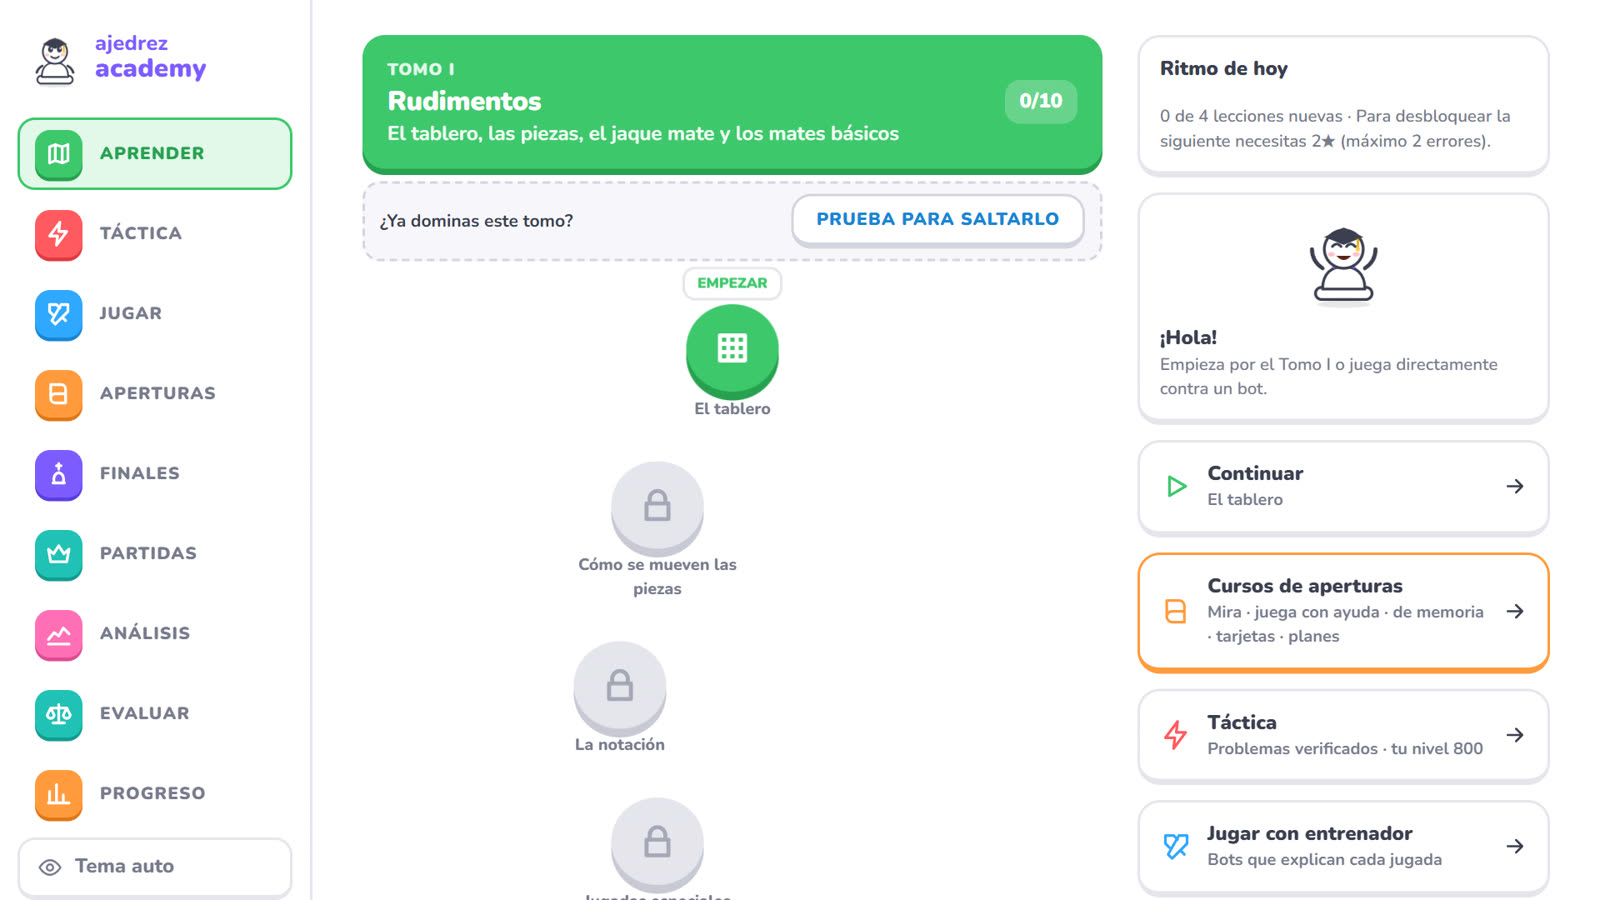 ajedrez
academy
APRENDER
TÁCTICA
JUGAR
APERTURAS
FINALES
PARTIDAS
ANÁLISIS
EVALUAR
PROGRESO
Tema auto
TOMO I
Rudimentos
El tablero, las piezas, el jaque mate y los mates básicos
0/10
¿Ya dominas este tomo?
PRUEBA PARA SALTARLO
EMPEZAR
El tablero
Cómo se mueven las
piezas
La notación
Jugadas especiales
Ritmo de hoy
0 de 4 lecciones nuevas · Para desbloquear la
siguiente necesitas 2★ (máximo 2 errores).
¡Hola!
Empieza por el Tomo I o juega directamente
contra un bot.
Continuar
El tablero
Cursos de aperturas
Mira · juega con ayuda · de memoria
· tarjetas · planes
Táctica
Problemas verificados · tu nivel 800
Jugar con entrenador
Bots que explican cada jugada